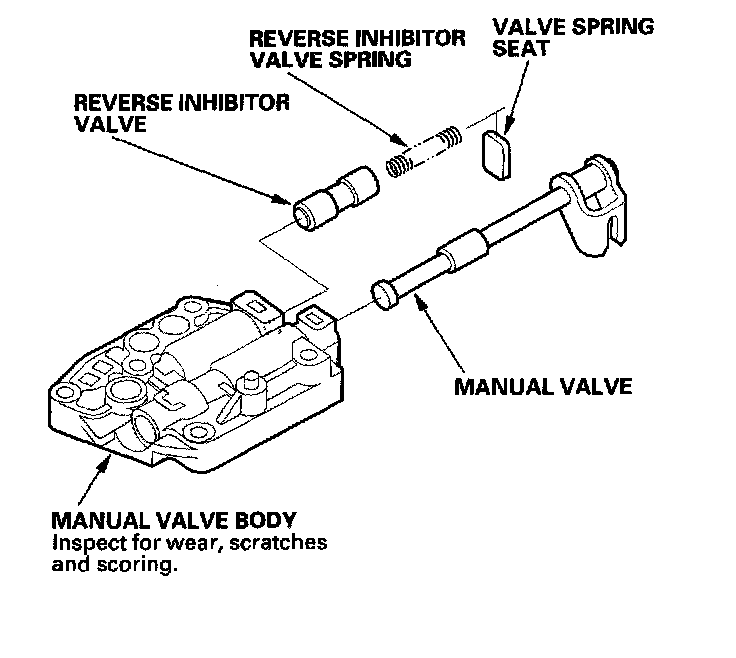 REVERSE INHIBITOR
VALVE SPRING
VALVE SPRING
SEAT
REVERSE INHIBITOR
VALVE
MANUAL VALVE
MANUAL VALVE BODY
Inspect for wear, scratches
and scoring.